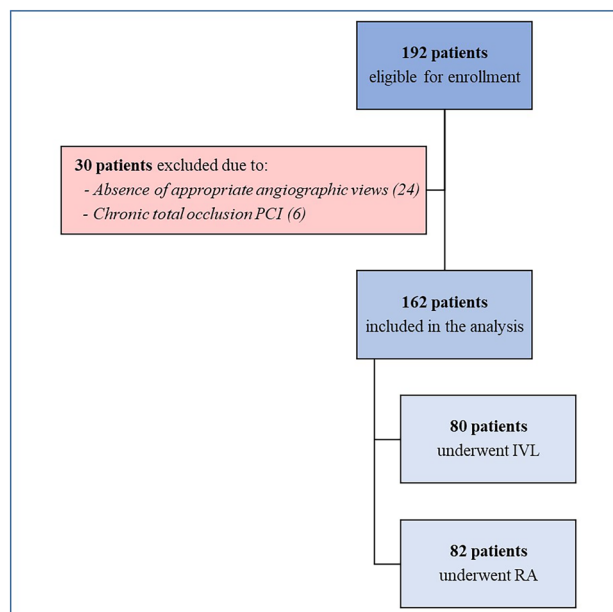 192 patients
eligible for enrollment
30 patients excluded due to:
- Absence of appropriate angiographic views (24)
- Chronic total occlusion PCI (6)
162 patients
included in the analysis
80 patients
underwent IVL
82 patients
underwent RA